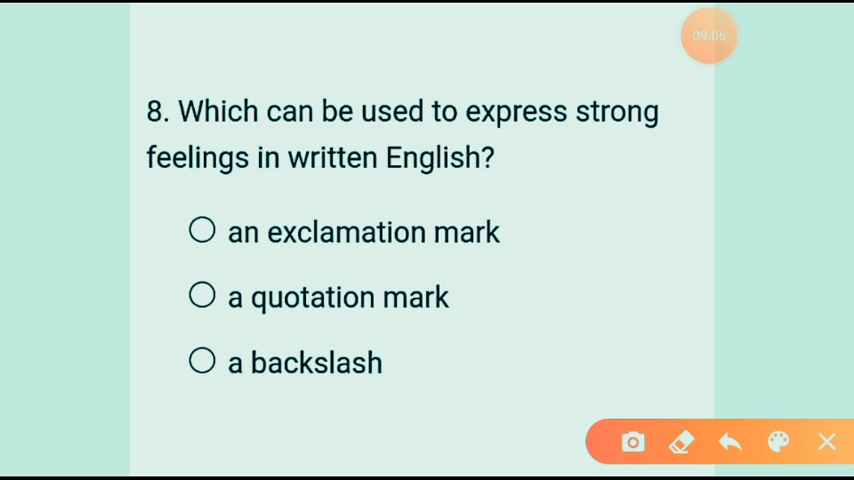 09:06
8. Which can be used to express strong
feelings in written English?
an exclamation mark
a quotation mark
a backslash